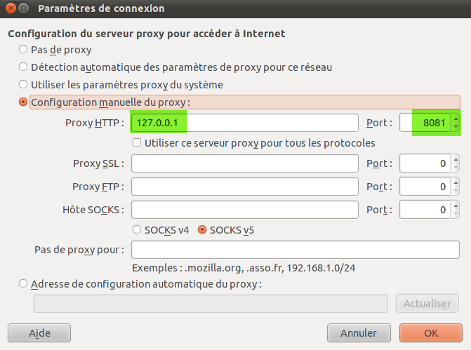 Paramètres de connexion
Configuration du serveur proxy pour accéder à Internet
Pas de proxy
Détection automatique des paramètres de proxy pour ce réseau
Utiliser les paramètres proxy du système
Configuration manuelle du proxy :
Proxy HTTP : 127.0.0.1 Port : 8081
Utiliser ce serveur proxy pour tous les protocoles
Proxy SSL : Port : 0
Proxy FTP : Port : 0
Hôte SOCKS : Port : 0
SOCKS v4 SOCKS v5
Pas de proxy pour :
Exemples : .mozilla.org, .asso.fr, 192.168.1.0/24
Adresse de configuration automatique du proxy :
Actualiser
Aide Annuler OK